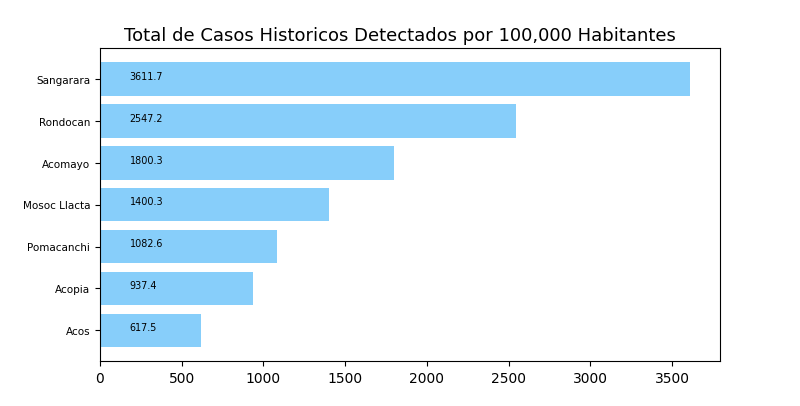 Total de Casos Historicos Detectados por 100,000 Habitantes
Sangarara 3611.7
Rondocan 2547.2
Acomayo 1800.3
Mosoc Llacta 1400.3
Pomacanchi 1082.6
Acopia 937.4
Acos 617.5
0 500 1000 1500 2000 2500 3000 3500